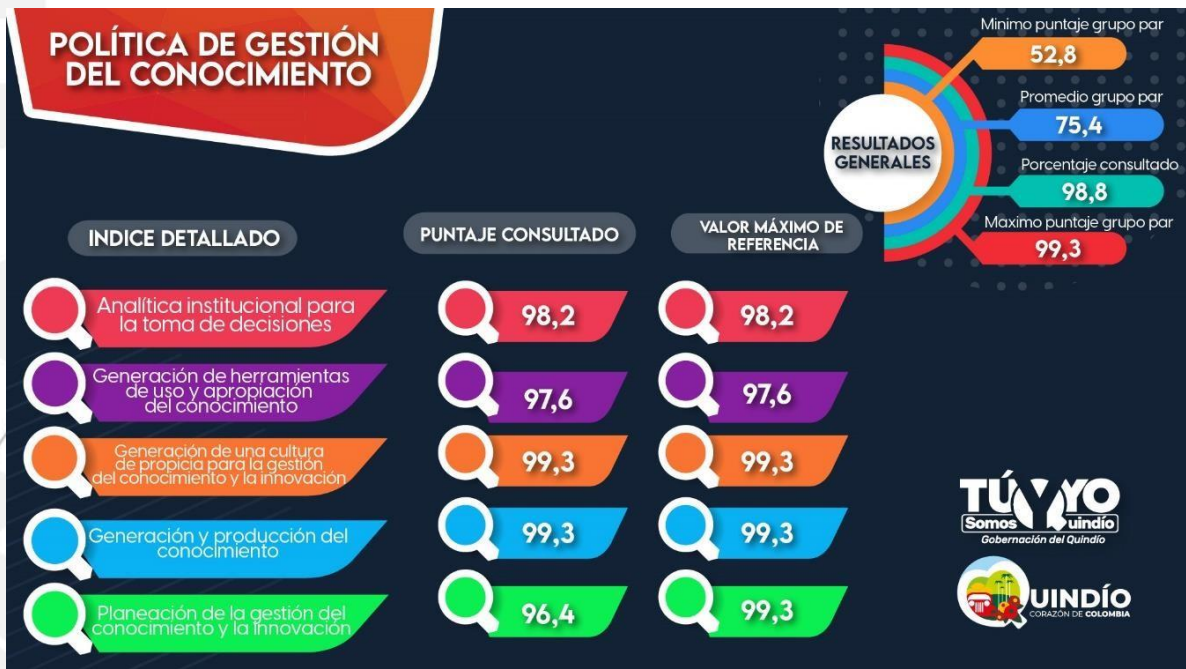 POLÍTICA DE GESTIÓN
DEL CONOCIMIENTO
Minimo puntaje grupo par
52,8
Promedio grupo par
75,4
Porcentaje consultado
98,8
Maximo puntaje grupo par
99,3
RESULTADOS
GENERALES
INDICE DETALLADO
PUNTAJE CONSULTADO
VALOR MÁXIMO DE
REFERENCIA
Analítica institucional para
la toma de decisiones
98,2
98,2
Generación de herramientas
de uso y apropiación
del conocimiento
97,6
97,6
Generación de una cultura
de propicia para la gestión
del conocimiento y la innovación
99,3
99,3
Generación y producción del
conocimiento
99,3
99,3
Planeación de la gestión del
conocimiento y la innovación
96,4
99,3
TÚ Y YO
Somos Quindío
Gobernación del Quindío
QUINDÍO
CORAZÓN DE COLOMBIA